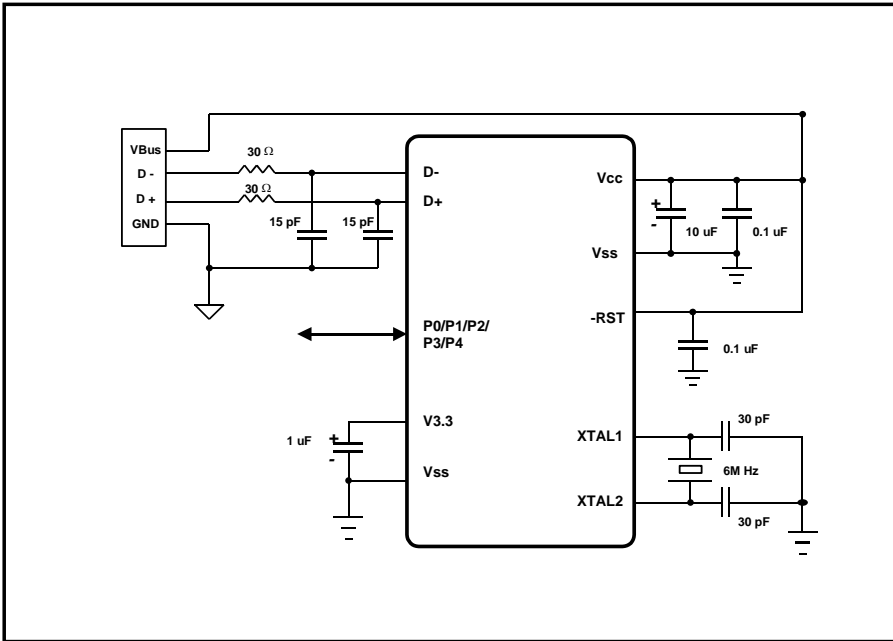 VBus
D -
D +
GND
30 Ω
30 Ω
15 pF
15 pF
D-
D+
P0/P1/P2/
P3/P4
V3.3
Vss
1 uF
+
-
Vcc
Vss
-RST
XTAL1
XTAL2
+
-
10 uF
0.1 uF
0.1 uF
30 pF
6M Hz
30 pF